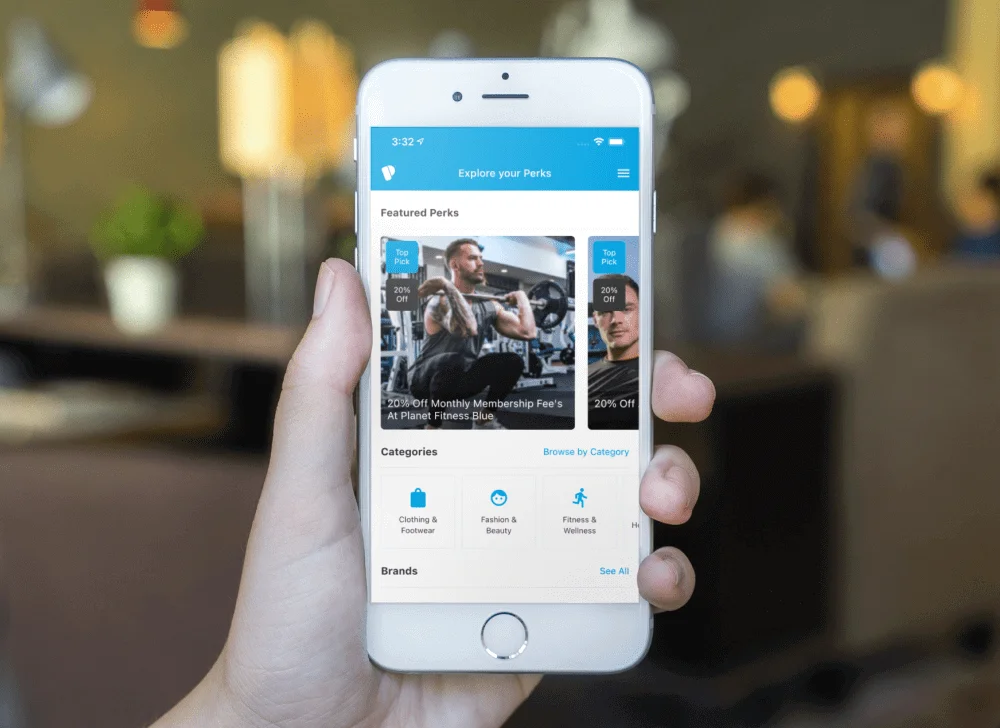 3:32
Explore your Perks
Featured Perks
Top
Pick
20%
Off
20% Off Monthly Membership Fee's
At Planet Fitness Blue
Top
Pick
20%
Off
20% Off
Categories
Browse by Category
Clothing &
Footwear
Fashion &
Beauty
Fitness &
Wellness
Brands
See All